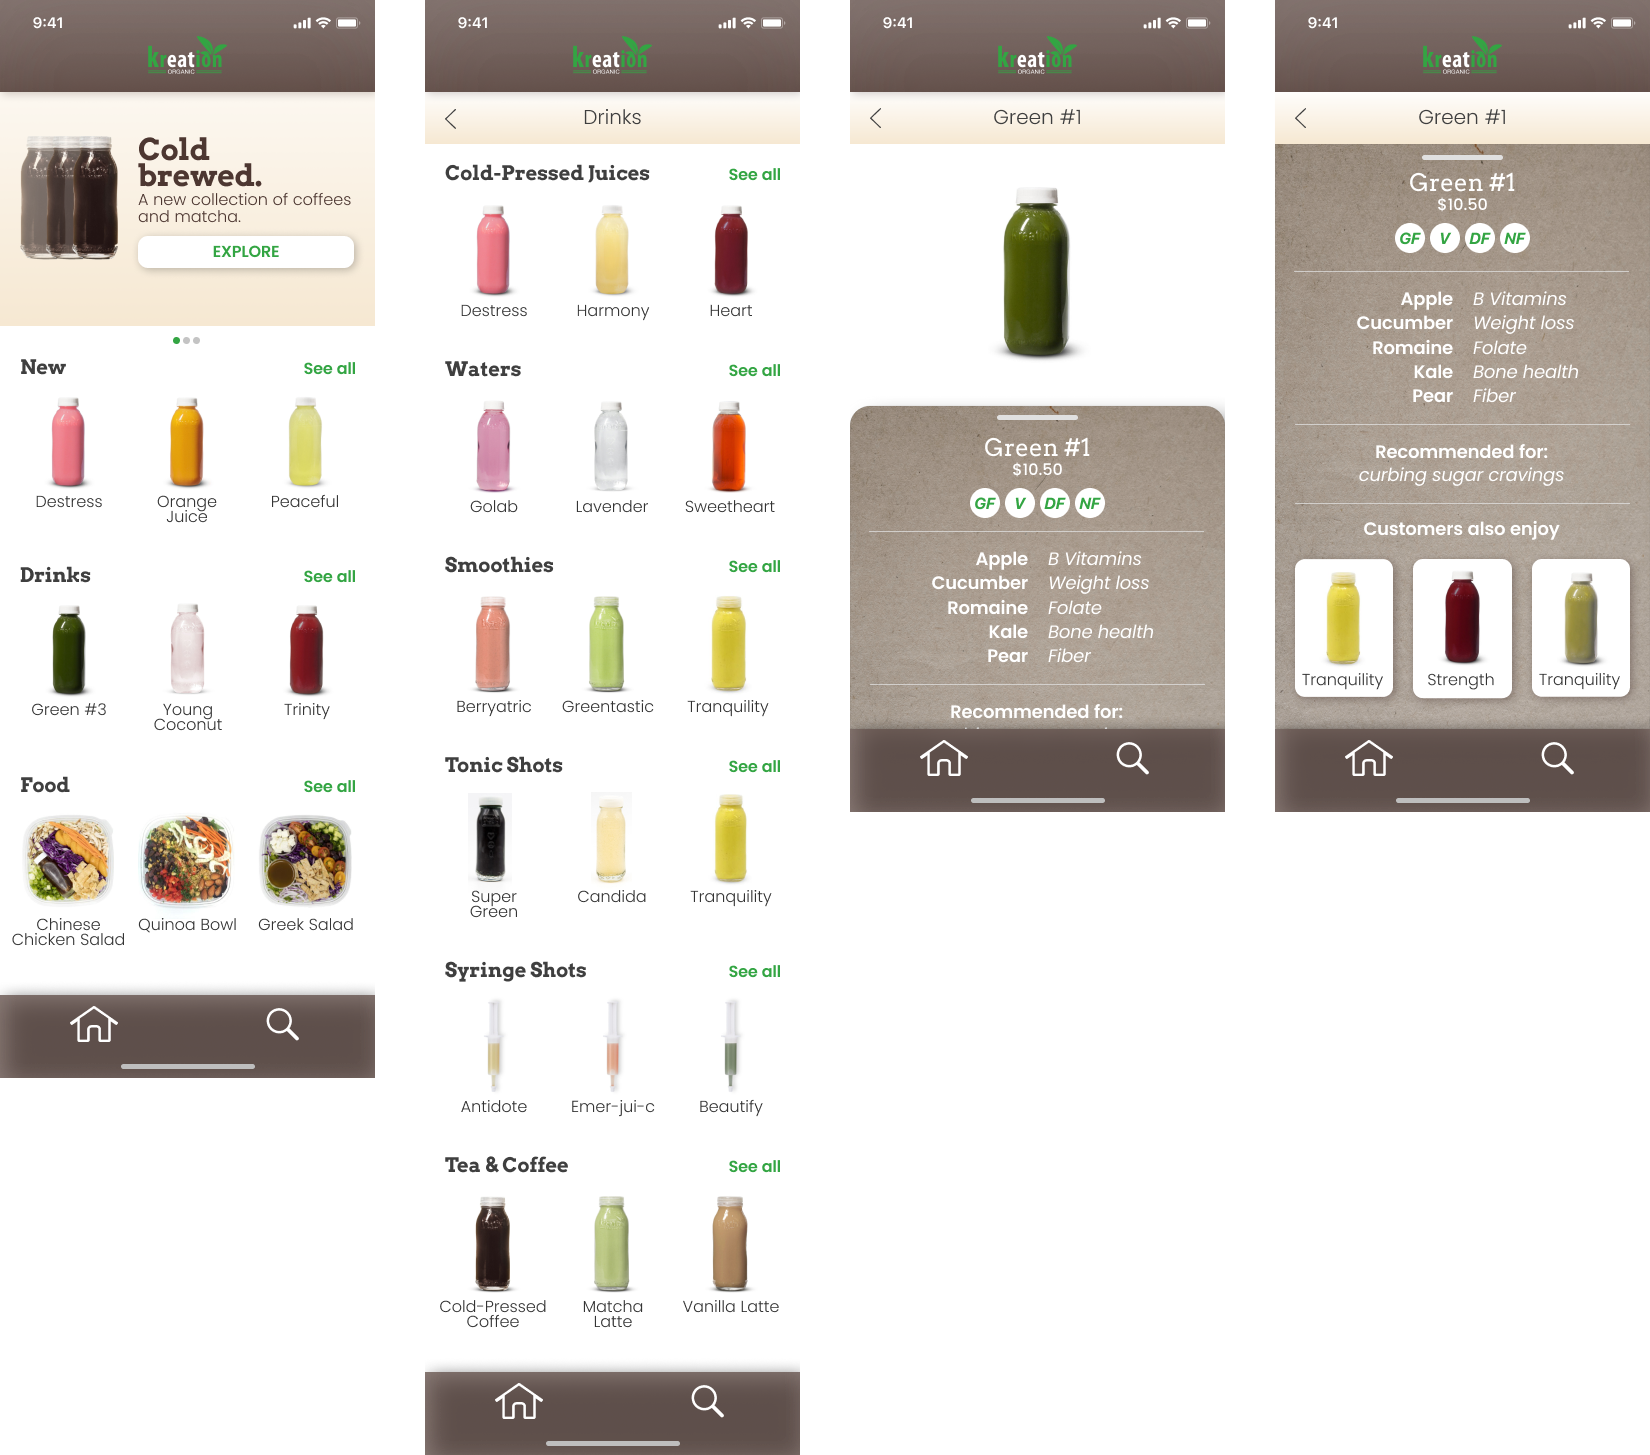 9:41
kreation
ORGANIC
Cold
brewed.
A new collection of coffees
and matcha.
EXPLORE
New
See all
Destress
Orange
Juice
Peaceful
Drinks
See all
Green #3
Young
Coconut
Trinity
Food
See all
Chinese
Chicken Salad
Quinoa Bowl
Greek Salad
9:41
kreation
ORGANIC
Drinks
Cold-Pressed Juices
See all
Destress
Harmony
Heart
Waters
See all
Golab
Lavender
Sweetheart
Smoothies
See all
Berryatric
Greentastic
Tranquility
Tonic Shots
See all
Super
Green
Candida
Tranquility
Syringe Shots
See all
Antidote
Emer-jui-c
Beautify
Tea & Coffee
See all
Cold-Pressed
Coffee
Matcha
Latte
Vanilla Latte
9:41
kreation
ORGANIC
Green #1
Green #1
$10.50
GF V DF NF
Apple B Vitamins
Cucumber Weight loss
Romaine Folate
Kale Bone health
Pear Fiber
Recommended for:
9:41
kreation
ORGANIC
Green #1
Green #1
$10.50
GF V DF NF
Apple B Vitamins
Cucumber Weight loss
Romaine Folate
Kale Bone health
Pear Fiber
Recommended for:
curbing sugar cravings
Customers also enjoy
Tranquility
Strength
Tranquility